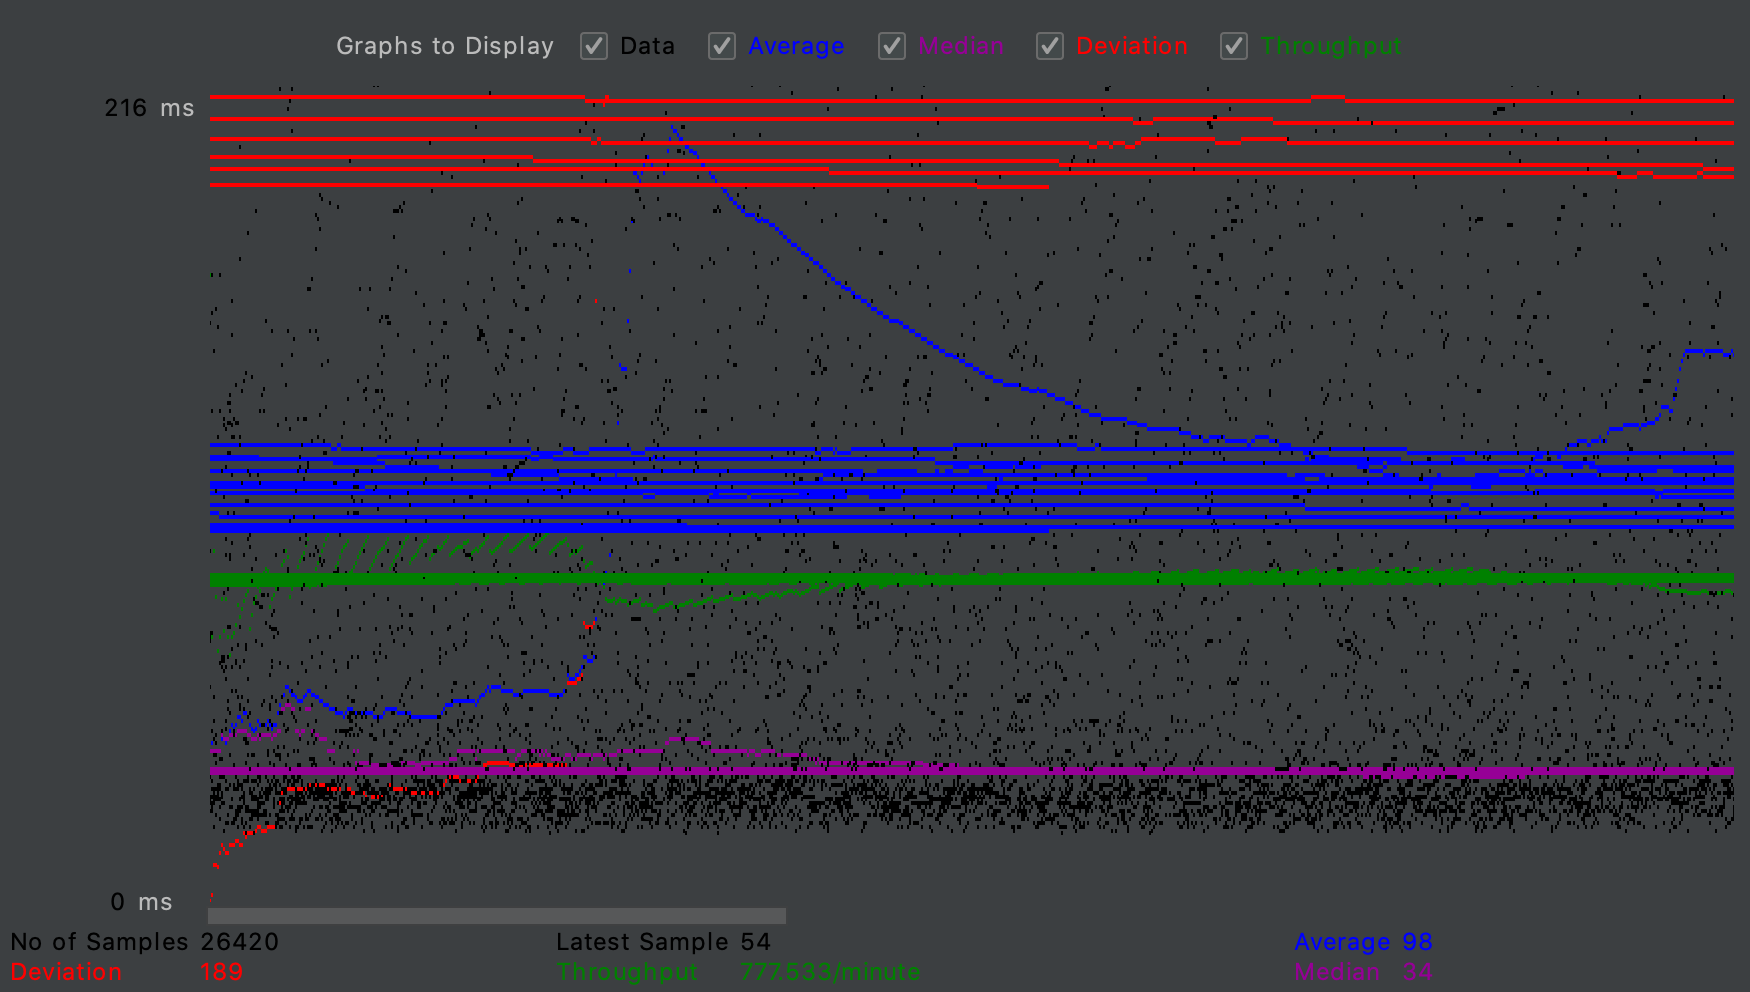 Graphs to Display Data Average Median Deviation Throughput
216 ms
0 ms
No of Samples 26420 Latest Sample 54 Average 98
Deviation 189 Throughput 777.533/minute Median 34